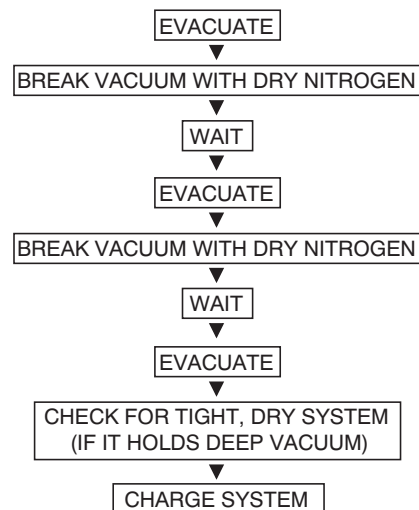 EVACUATE
BREAK VACUUM WITH DRY NITROGEN
WAIT
EVACUATE
BREAK VACUUM WITH DRY NITROGEN
WAIT
EVACUATE
CHECK FOR TIGHT, DRY SYSTEM
(IF IT HOLDS DEEP VACUUM)
CHARGE SYSTEM